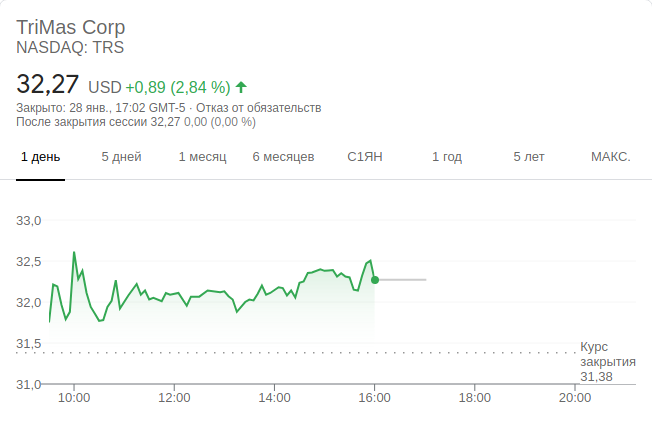 TriMas Corp
NASDAQ: TRS
32,27 USD +0,89 (2,84 %)
Закрыто: 28 янв., 17:02 GMT-5 · Отказ от обязательств
После закрытия сессии 32,27 0,00 (0,00 %)
1 день 5 дней 1 месяц 6 месяцев С1ЯН 1 год 5 лет МАКС.
33,0
32,5
32,0
31,5
Курс
закрытия
31,38
31,0
10:00 12:00 14:00 16:00 18:00 20:00